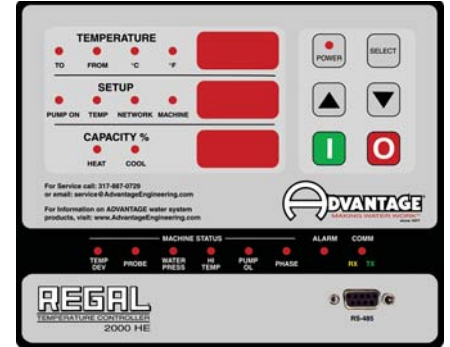 TEMPERATURE
TO FROM °C °F
POWER
SELECT
SETUP
PUMP ON TEMP NETWORK MACHINE
CAPACITY %
HEAT COOL
I O
For Service call: 317-887-0729
or email: service@AdvantageEngineering.com
For Information on ADVANTAGE water system
products, visit: www.AdvantageEngineering.com
ADVANTAGE
MAKING WATER WORK
since 1977
MACHINE STATUS ALARM COMM
TEMP DEV
PROBE
WATER PRESS
HI TEMP
PUMP OL
PHASE
RX TX
REGAL
TEMPERATURE CONTROLLER
2000 HE
RS-485